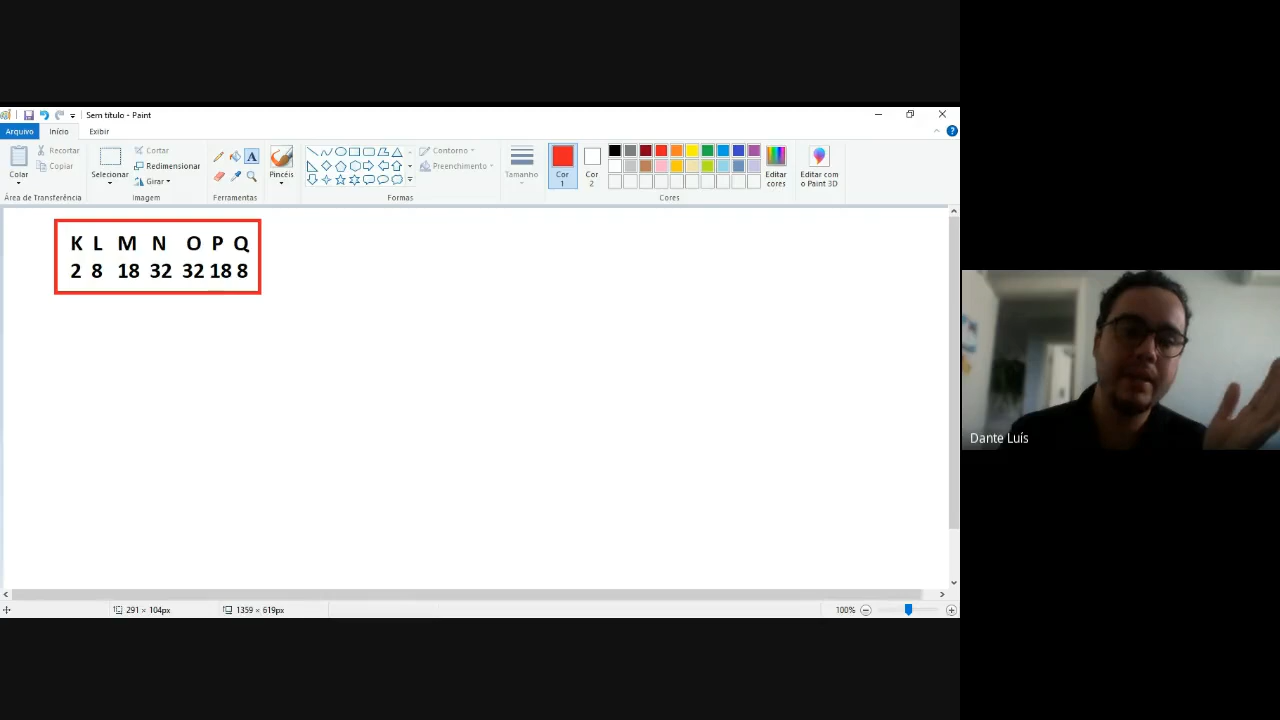 Sem título - Paint
Arquivo Início Exibir
Colar
Recortar
Copiar
Área de Transferência
Selecionar
Cortar
Redimensionar
Girar
Imagem
A
Ferramentas
Pincéis
Contorno
Preenchimento
Formas
Tamanho
Cor 1
Cor 2
Editar cores
Editar com o Paint 3D
Cores
K L M N O P Q
2 8 18 32 32 18 8
Dante Luís
291 × 104px
1359 × 619px
100%